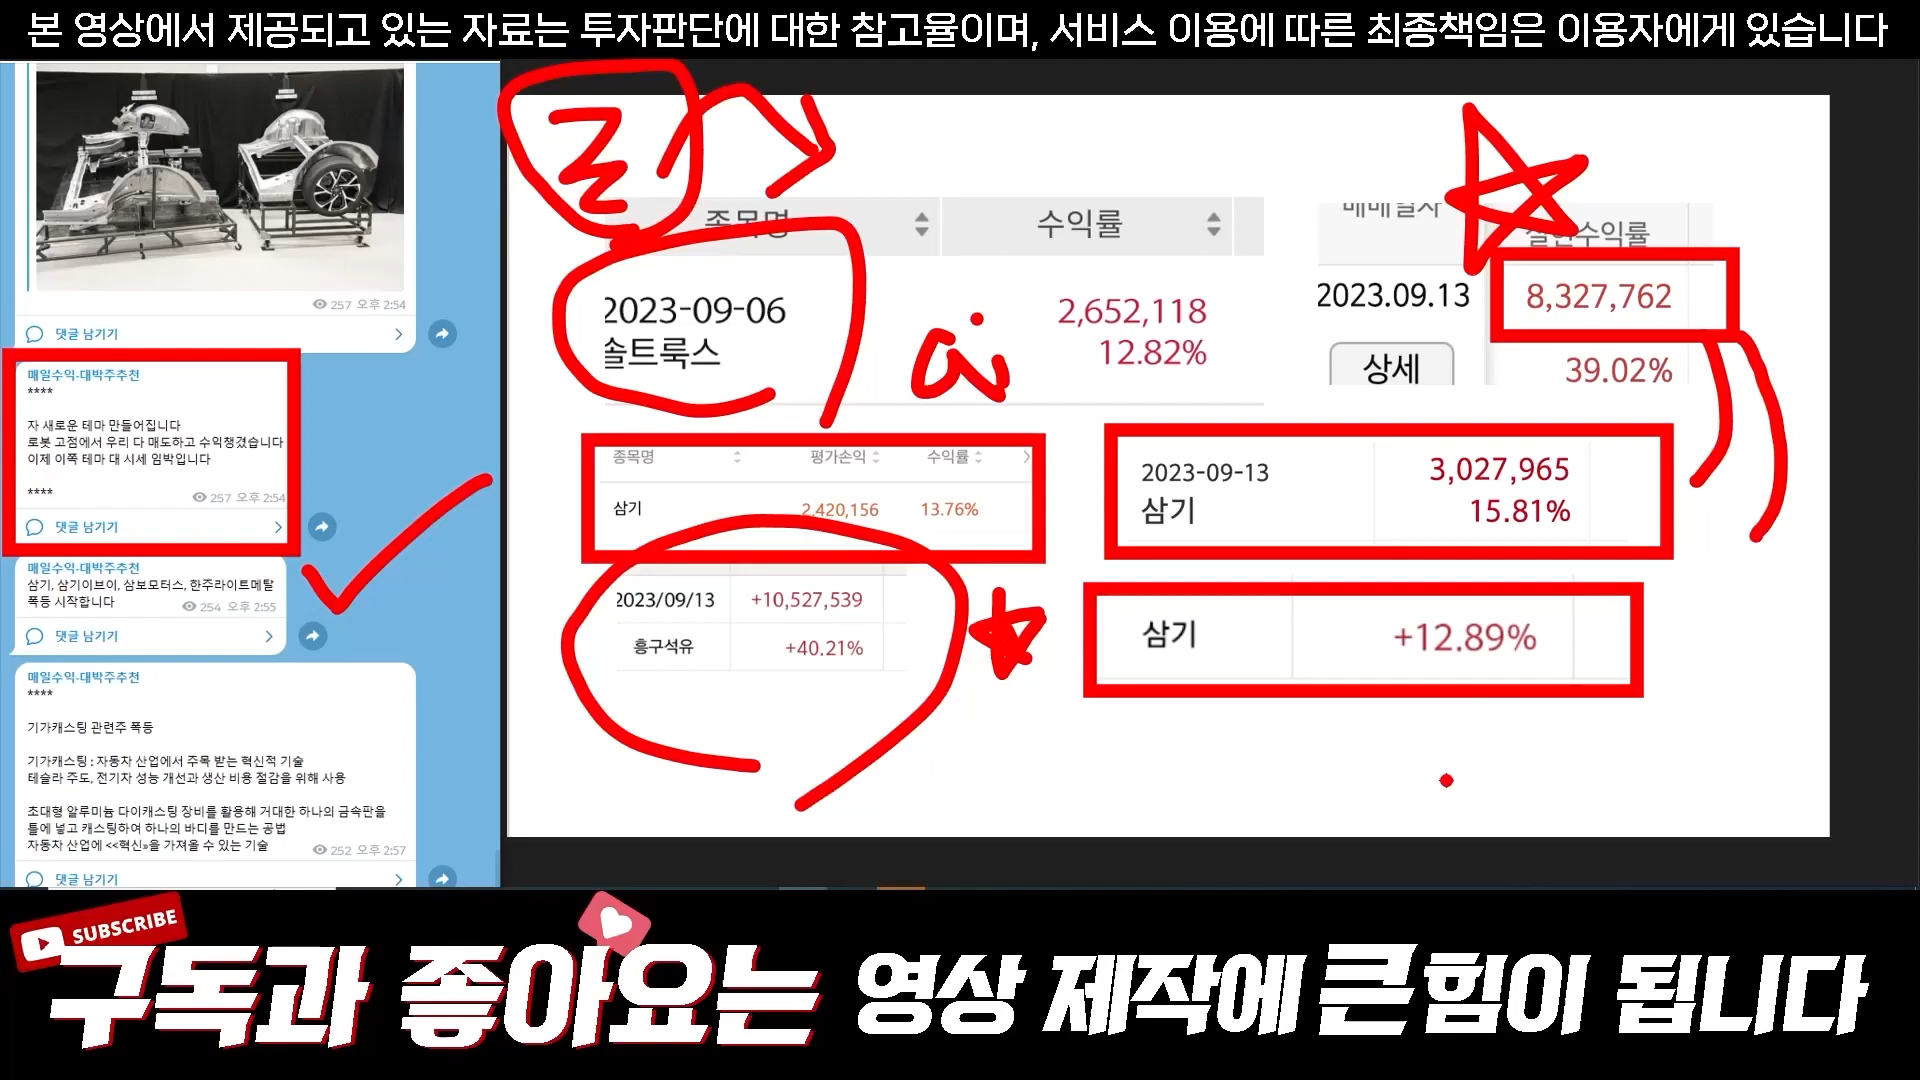 본 영상에서 제공되고 있는 자료는 투자판단에 대한 참고율이며, 서비스 이용에 따른 최종책임은 이용자에게 있습니다
257 오후 2:54
댓글 남기기
매일수익-대박주추천
****
자 새로운 테마 만들어집니다
로봇 고점에서 우리 다 매도하고 수익챙겼습니다
이제 이쪽 테마 대 시세 임박입니다
****
257 오후 2:54
댓글 남기기
매일수익-대박주추천
삼기, 삼기이브이, 삼보모터스, 한주라이트메탈
폭등 시작합니다
254 오후 2:55
댓글 남기기
매일수익-대박주추천
****
기가캐스팅 관련주 폭등
기가캐스팅 : 자동차 산업에서 주목 받는 혁신적 기술
테슬라 주도, 전기차 성능 개선과 생산 비용 절감을 위해 사용
초대형 알루미늄 다이캐스팅 장비를 활용해 거대한 하나의 금속판을
틀에 넣고 캐스팅하여 하나의 바디를 만드는 공법
자동차 산업에 <<혁신»을 가져올 수 있는 기술
252 오후 2:57
댓글 남기기
종목명 수익률
2023-09-06 2,652,118
솔트룩스 12.82%
ai
매매일자
실현수익률
2023.09.13 8,327,762
상세 39.02%
종목명 평가손익 수익률
삼기 2,420,156 13.76%
2023-09-13 3,027,965
삼기 15.81%
2023/09/13 +10,527,539
흥구석유 +40.21%
삼기 +12.89%
SUBSCRIBE
구독과 좋아요는 영상 제작에 큰힘이 됩니다